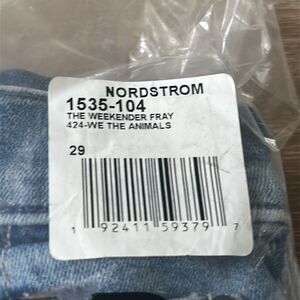 NORDSTROM
1535-104
THE WEEKENDER FRAY
424-WE THE ANIMALS
29
1 92411 59379 7